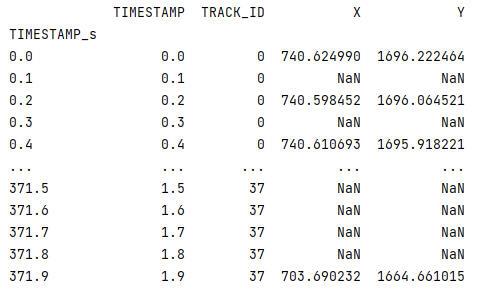 TIMESTAMP TRACK_ID X Y
TIMESTAMP_s
0.0 0.0 0 740.624990 1696.222464
0.1 0.1 0 NaN NaN
0.2 0.2 0 740.598452 1696.064521
0.3 0.3 0 NaN NaN
0.4 0.4 0 740.610693 1695.918221
... ... ... ... ...
371.5 1.5 37 NaN NaN
371.6 1.6 37 NaN NaN
371.7 1.7 37 NaN NaN
371.8 1.8 37 NaN NaN
371.9 1.9 37 703.690232 1664.661015